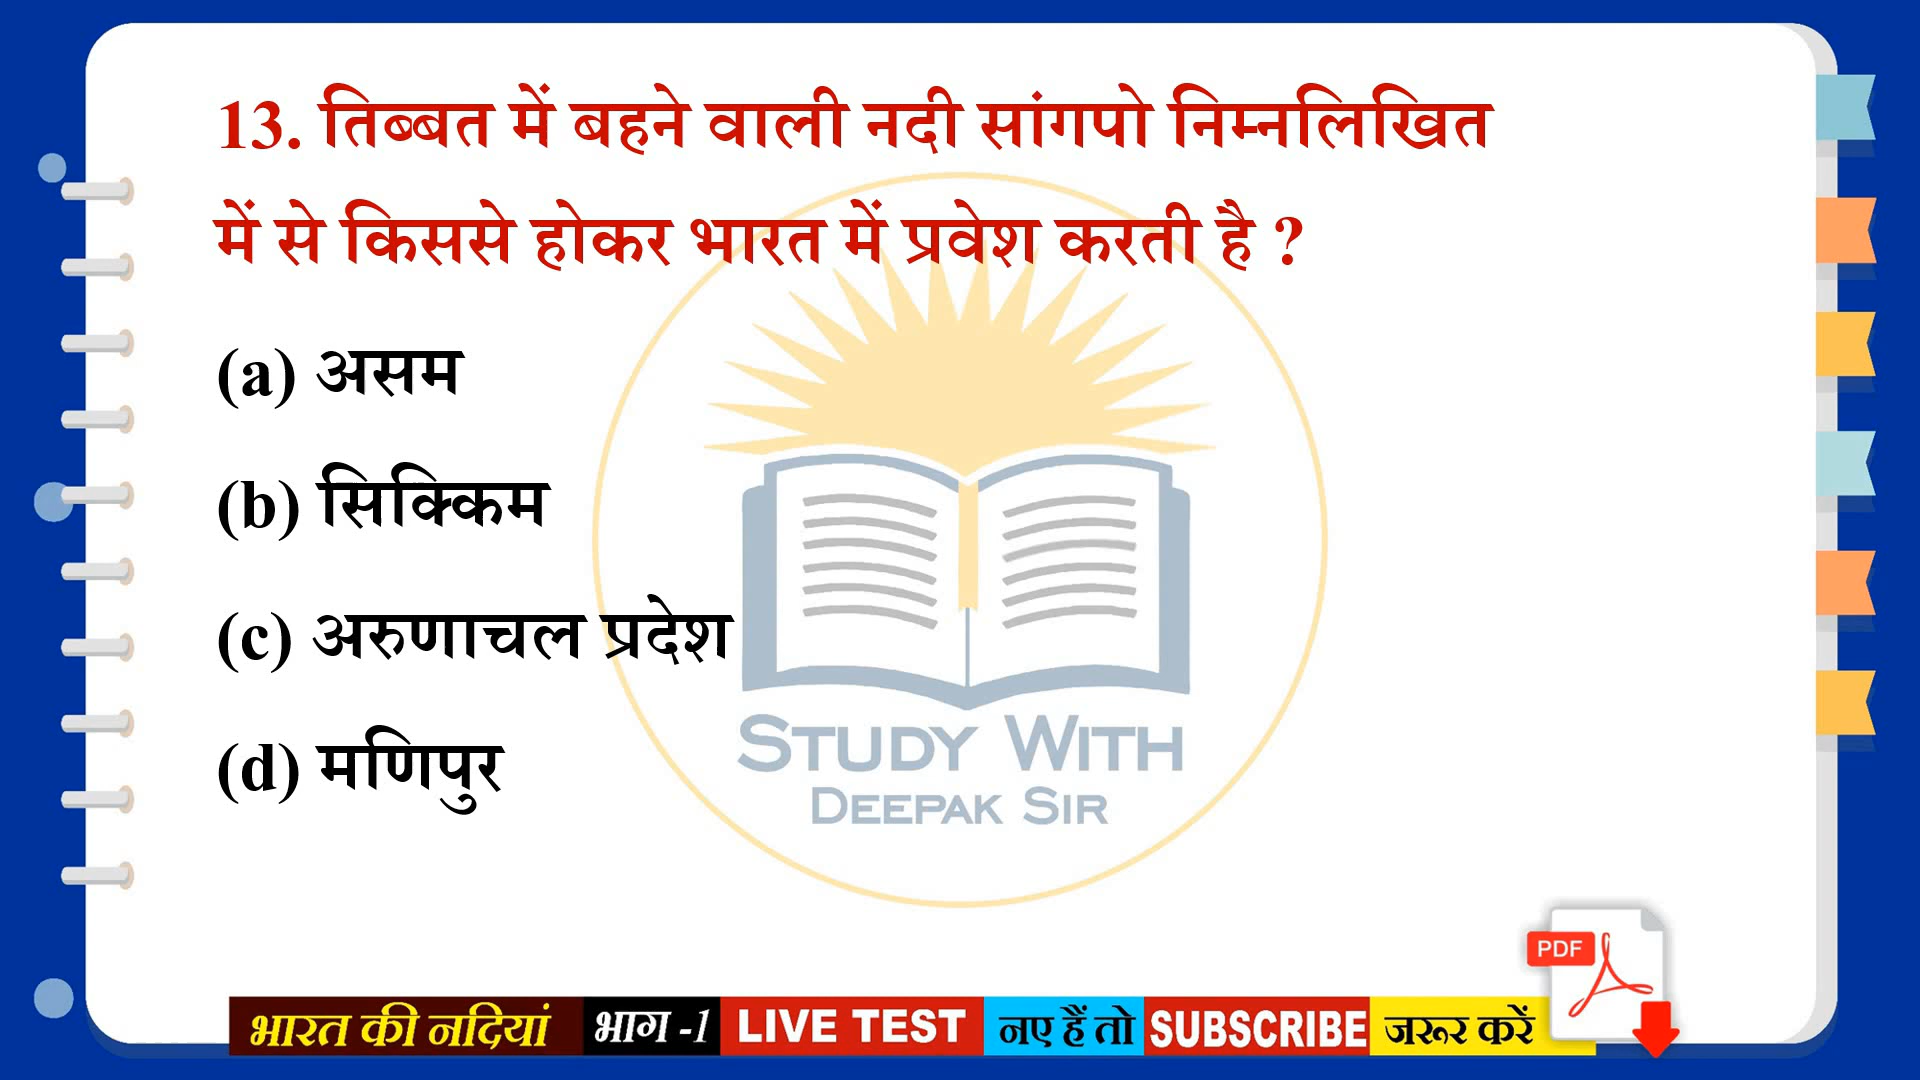 13. तिब्बत में बहने वाली नदी सांगपो निम्नलिखित
में से किससे होकर भारत में प्रवेश करती है ?
(a) असम
(b) सिक्किम
(c) अरुणाचल प्रदेश
(d) मणिपुर
STUDY WITH
DEEPAK SIR
PDF
भारत की नदियां भाग -1 LIVE TEST नए हैं तो SUBSCRIBE जरूर करें